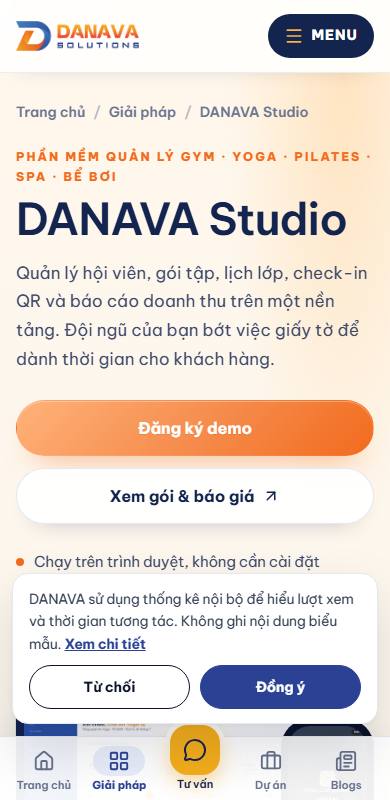 DANAVA
SOLUTIONS
MENU
Trang chủ / Giải pháp / DANAVA Studio
PHẦN MỀM QUẢN LÝ GYM · YOGA · PILATES ·
SPA · BỂ BƠI
DANAVA Studio
Quản lý hội viên, gói tập, lịch lớp, check-in
QR và báo cáo doanh thu trên một nền
tảng. Đội ngũ của bạn bớt việc giấy tờ để
dành thời gian cho khách hàng.
Đăng ký demo
Xem gói & báo giá
Chạy trên trình duyệt, không cần cài đặt
DANAVA sử dụng thống kê nội bộ để hiểu lượt xem
và thời gian tương tác. Không ghi nội dung biểu
mẫu. Xem chi tiết
Từ chối
Đồng ý
Trang chủ
Giải pháp
Tư vấn
Dự án
Blogs